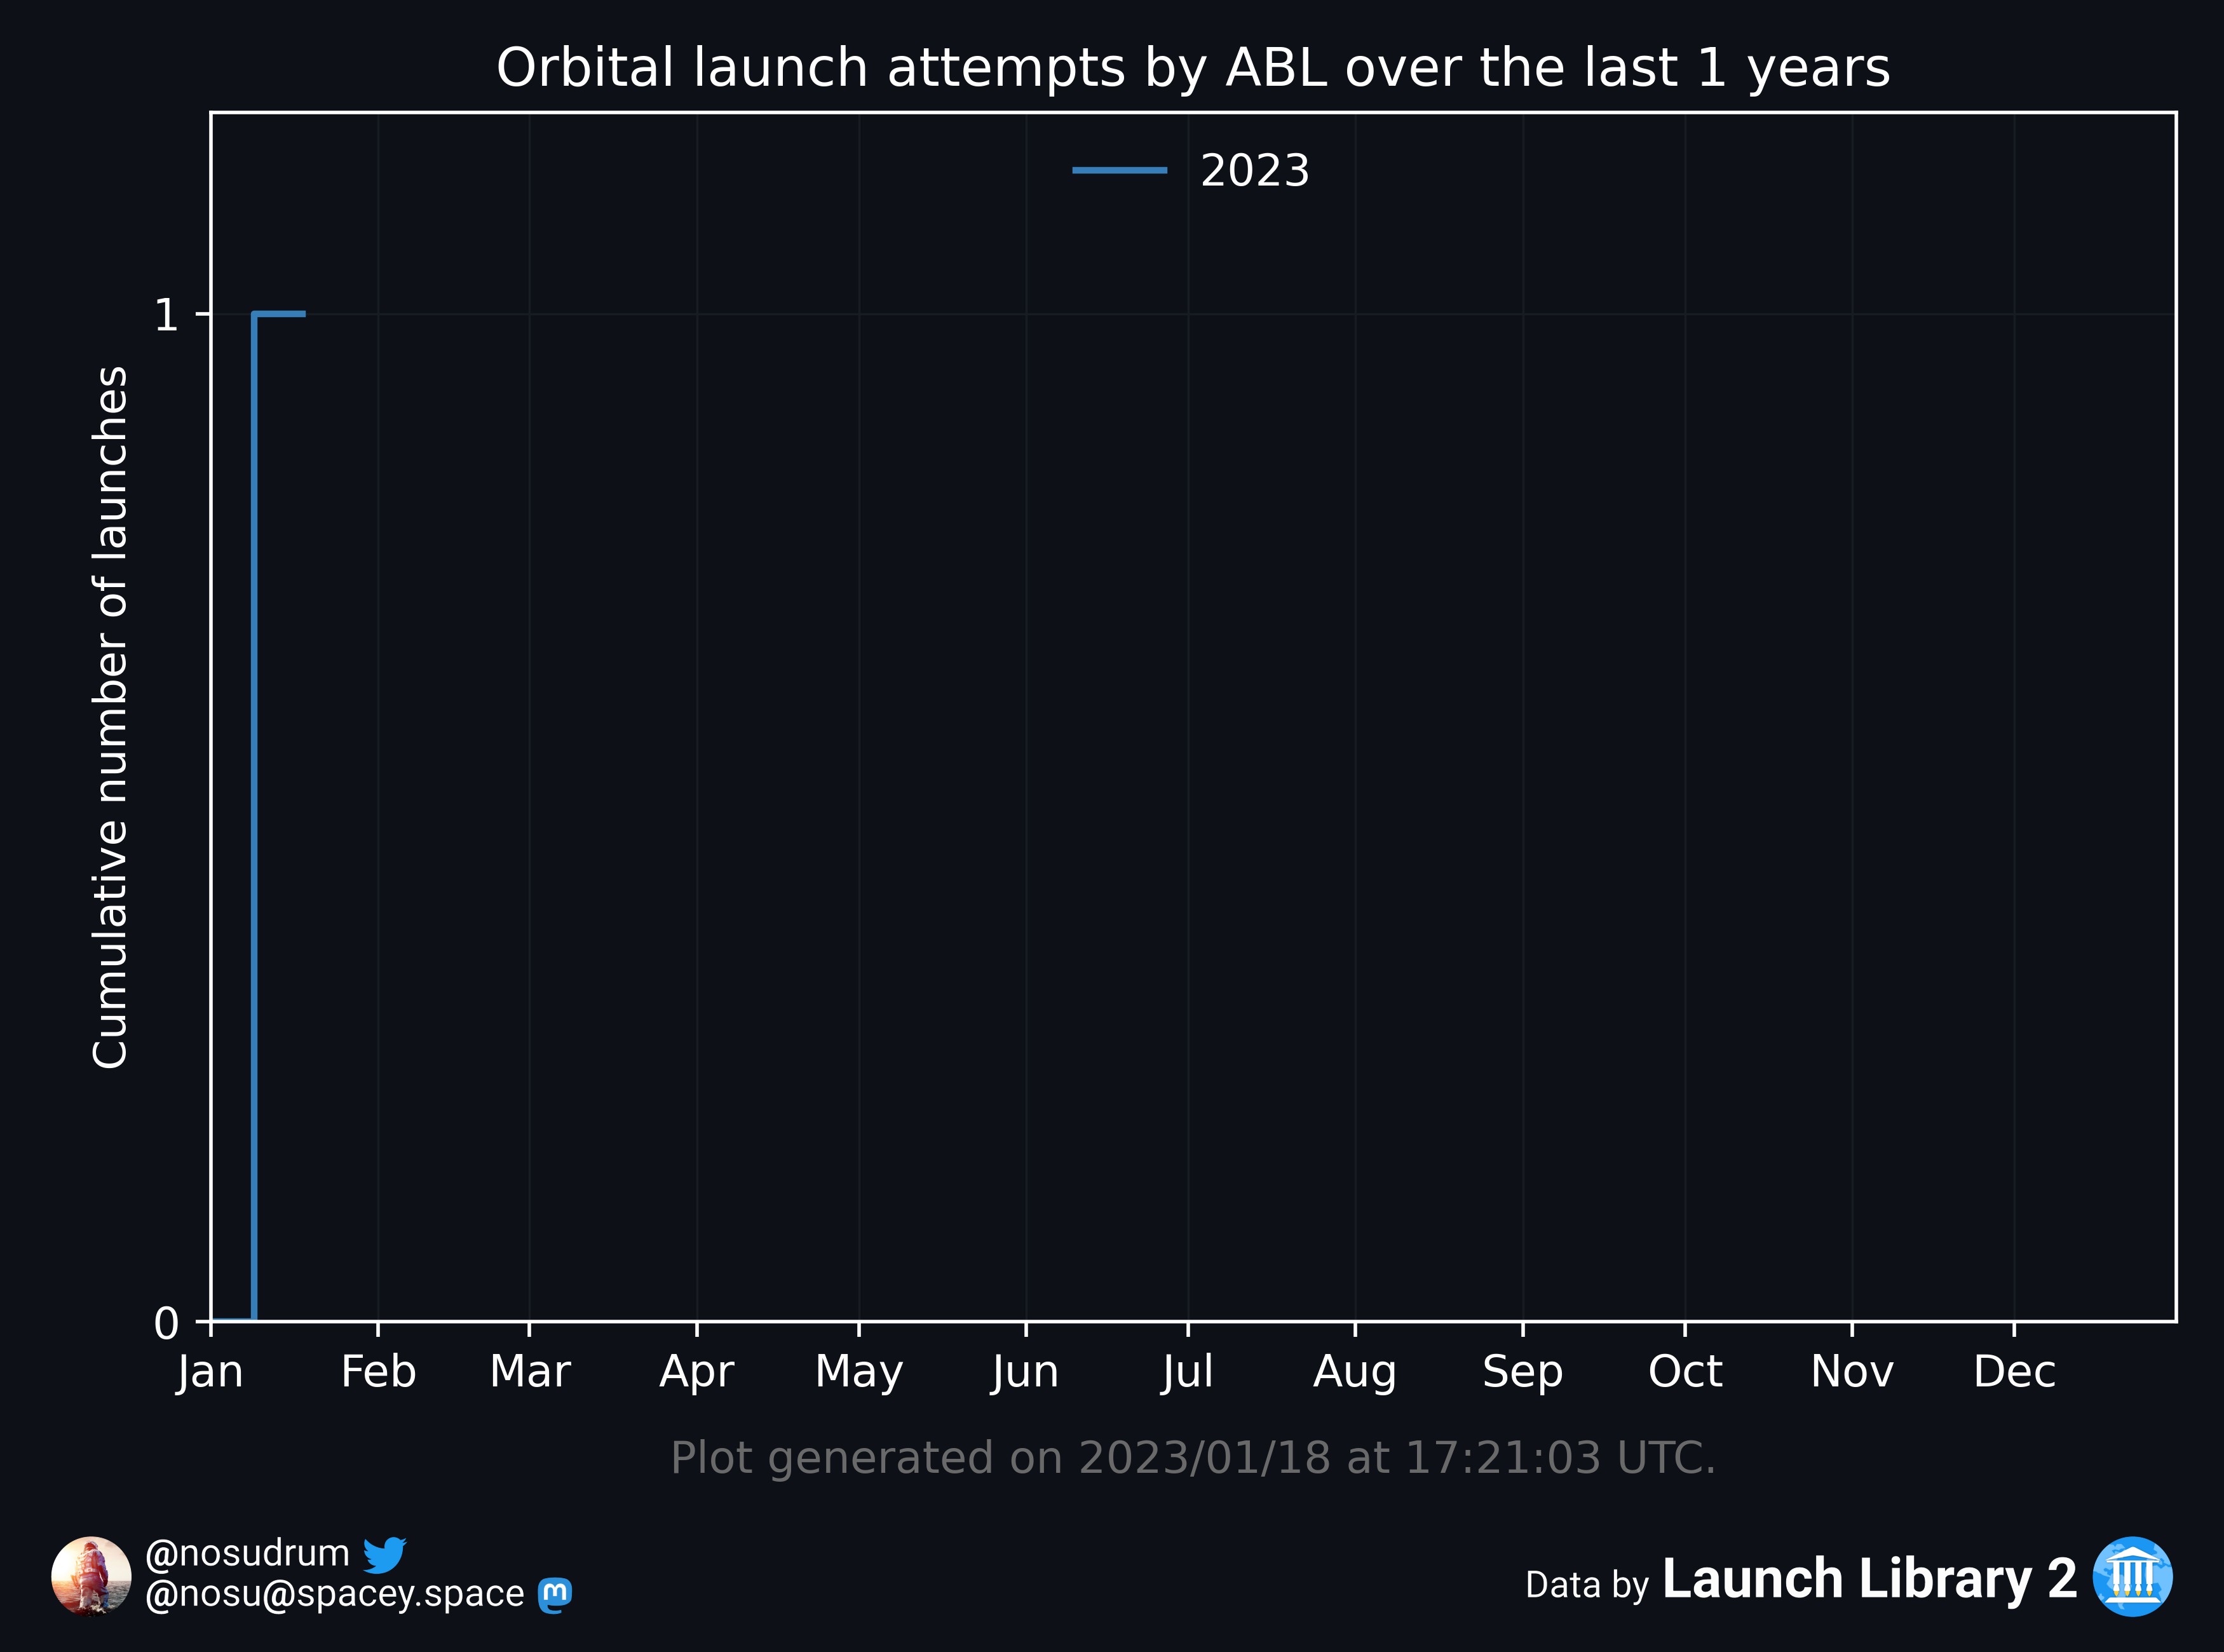 Orbital launch attempts by ABL over the last 1 years
2023
1
Cumulative number of launches
0
Jan Feb Mar Apr May Jun Jul Aug Sep Oct Nov Dec
Plot generated on 2023/01/18 at 17:21:03 UTC.
@nosudrum
@nosu@spacey.space
Data by Launch Library 2